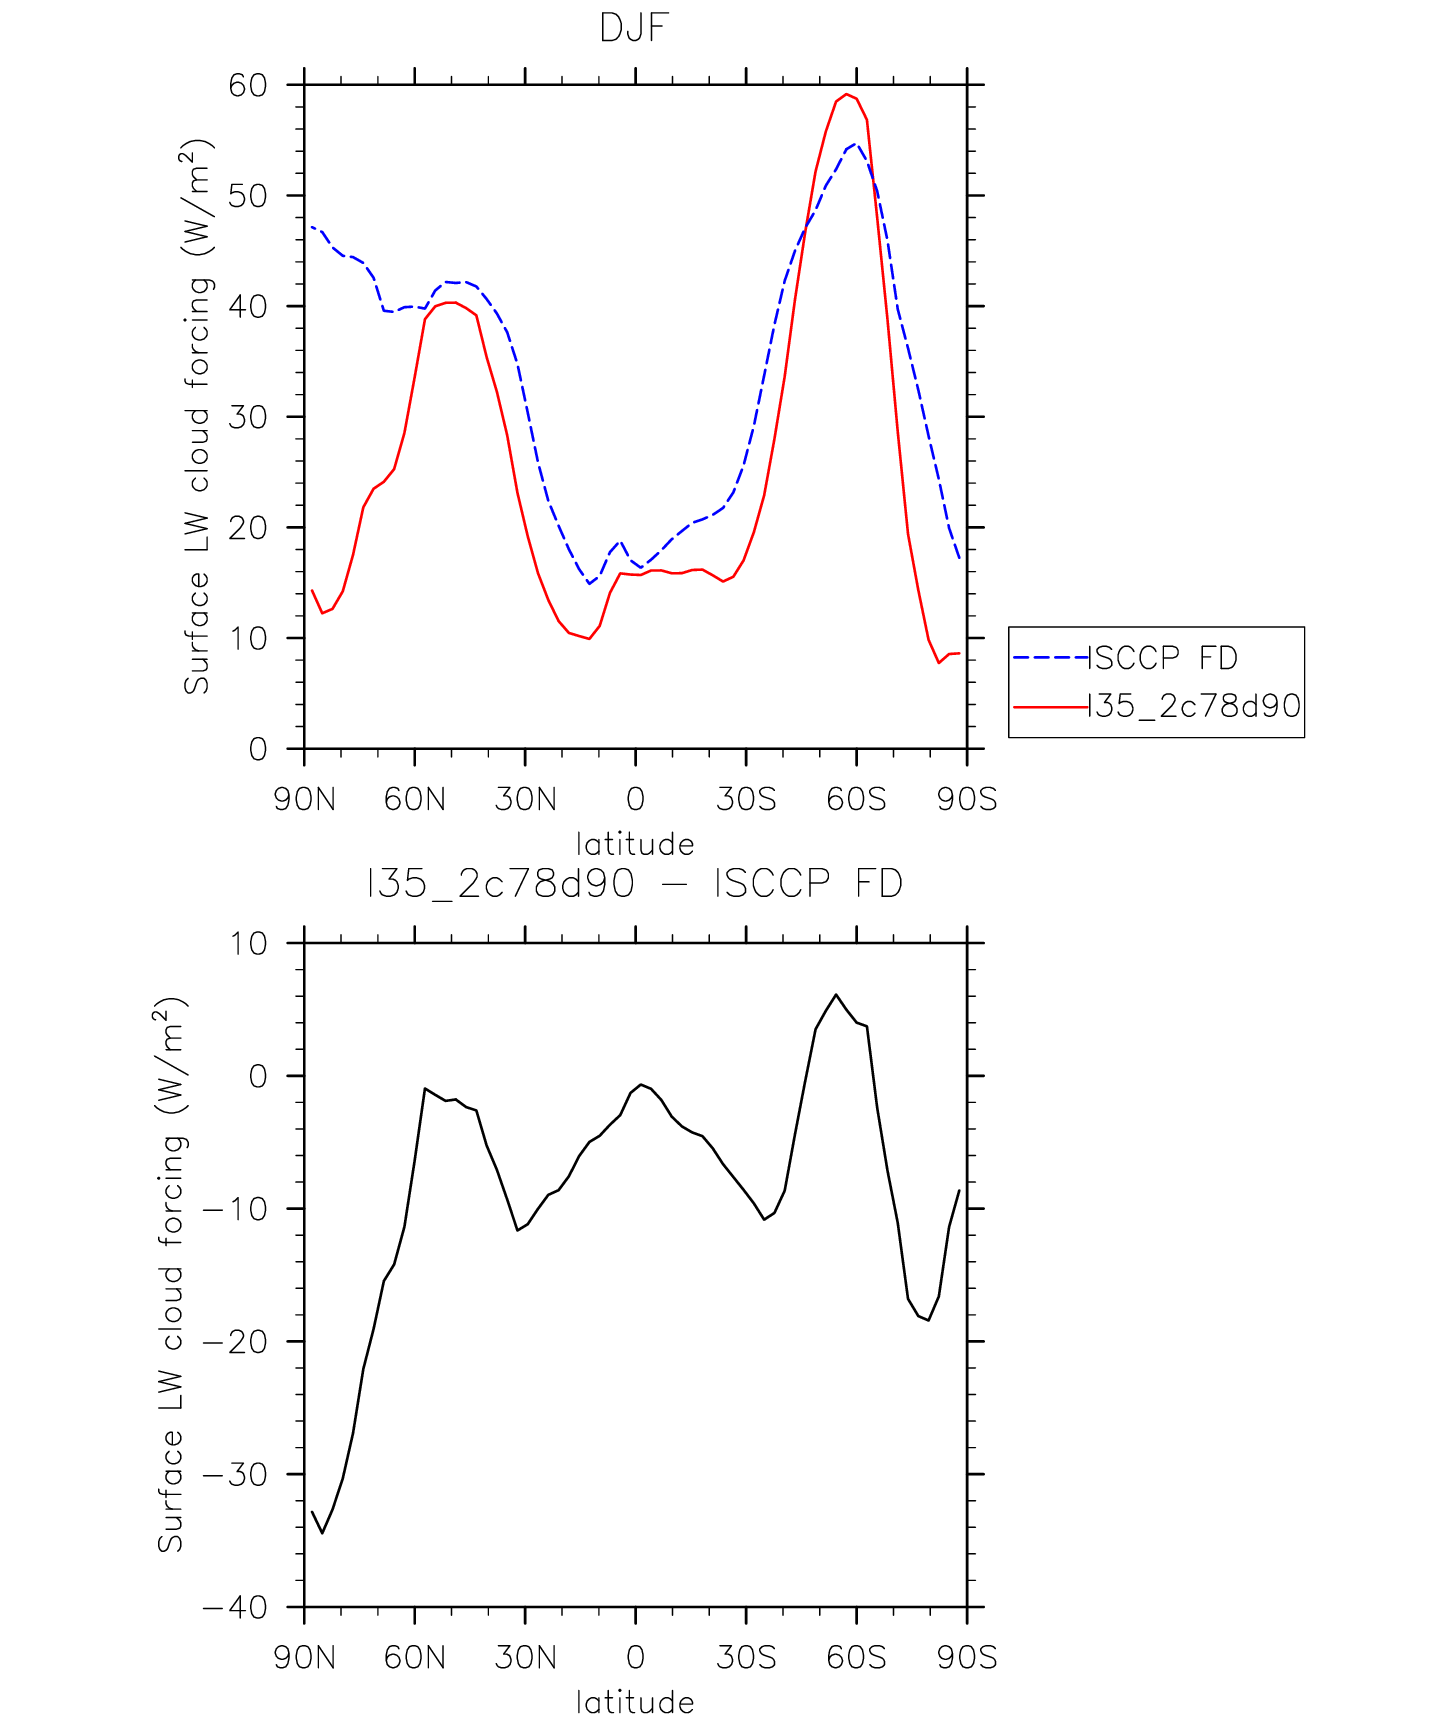 DJF
60
50
40
30
20
10
0
Surface LW cloud forcing (W/m²)
90N 60N 30N 0 30S 60S 90S
latitude
ISCCP FD
I35_2c78d90
I35_2c78d90 − ISCCP FD
10
0
−10
−20
−30
−40
Surface LW cloud forcing (W/m²)
90N 60N 30N 0 30S 60S 90S
latitude